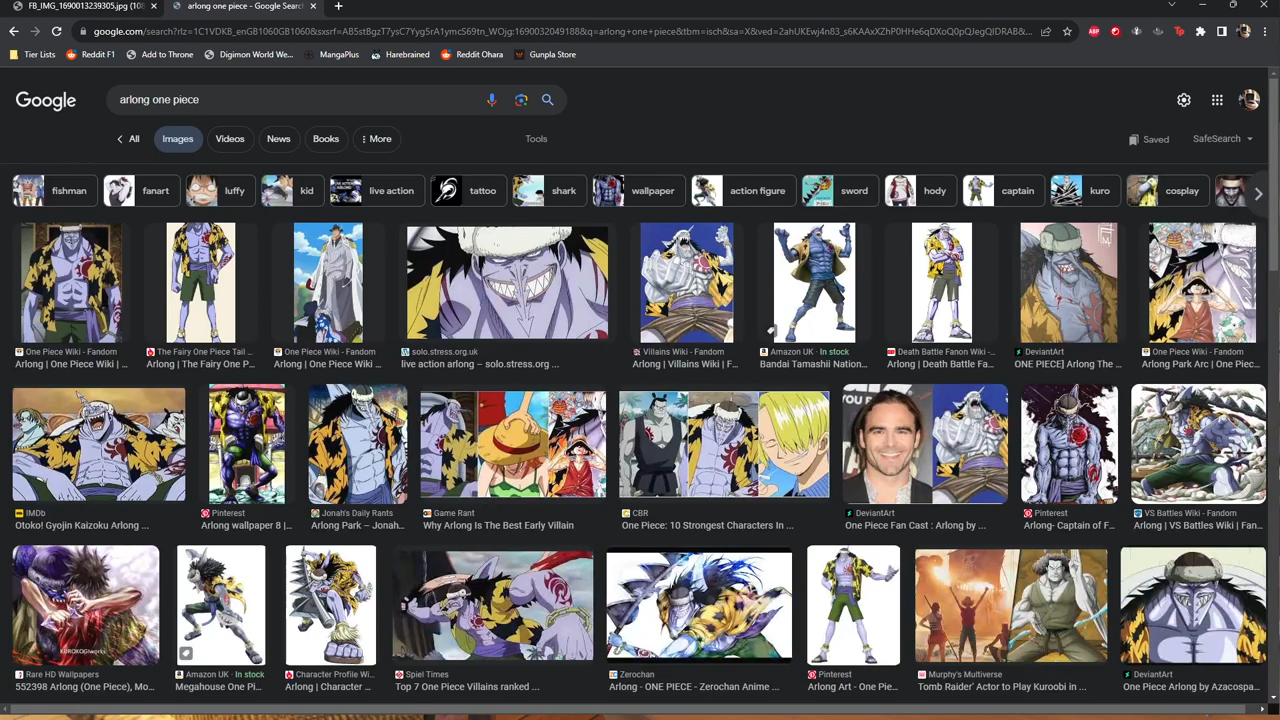 FB_IMG_1690013239305.jpg (108
arlong one piece - Google Searc
google.com/search?rlz=1C1VDKB_enGB1060GB1060&sxsrf=AB5stBgzT7ysC7Yyg5rA1ymcS69tn_WOjg:1690032049188&q=arlong+one+piece&tbm=isch&sa=X&ved=2ahUKEwj4n83_s6KAAxXZhP0HHe6qDXoQ0pQJegQIDRAB&...
Tier Lists
Reddit F1
Add to Throne
Digimon World We...
MangaPlus
Harebrained
Reddit Ohara
Gunpla Store
Google
arlong one piece
All
Images
Videos
News
Books
More
Tools
Saved
SafeSearch
fishman
fanart
luffy
kid
live action
tattoo
shark
wallpaper
action figure
sword
hody
captain
kuro
cosplay
One Piece Wiki - Fandom
Arlong | One Piece Wiki | ...
The Fairy One Piece Tail ...
Arlong | The Fairy One P...
One Piece Wiki - Fandom
Arlong | One Piece Wiki ...
solo.stress.org.uk
live action arlong – solo.stress.org ...
Villains Wiki - Fandom
Arlong | Villains Wiki | F...
Amazon UK · In stock
Bandai Tamashii Nation...
Death Battle Fanon Wiki-...
Arlong | Death Battle Fa...
DeviantArt
ONE PIECE] Arlong The ...
One Piece Wiki - Fandom
Arlong Park Arc | One Piec...
IMDb
Otoko! Gyojin Kaizoku Arlong ...
Pinterest
Arlong wallpaper 8 |...
Jonah's Daily Rants
Arlong Park – Jonah...
Game Rant
Why Arlong Is The Best Early Villain
CBR
One Piece: 10 Strongest Characters In ...
DeviantArt
One Piece Fan Cast : Arlong by ...
Pinterest
Arlong- Captain of F...
VS Battles Wiki - Fandom
Arlong | VS Battles Wiki | Fan...
KUROKOGIworks
Rare HD Wallpapers
552398 Arlong (One Piece), Mo...
Amazon UK · In stock
Megahouse One Pi...
Character Profile Wi...
Arlong | Character ...
Spiel Times
Top 7 One Piece Villains ranked ...
Zerochan
Arlong - ONE PIECE - Zerochan Anime ...
Pinterest
Arlong Art - One Pie...
Murphy's Multiverse
Tomb Raider' Actor to Play Kuroobi in ...
DeviantArt
One Piece Arlong by Azacospa...